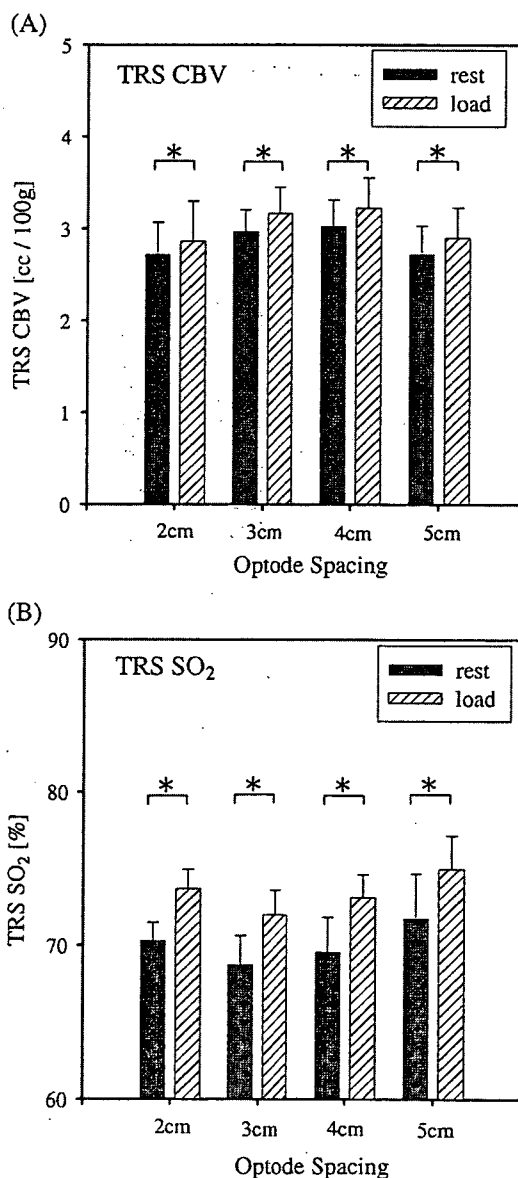 (A)
5
TRS CBV
rest
load
4
* * * *
3
2
1
0
TRS CBV [cc / 100g]
2cm 3cm 4cm 5cm
Optode Spacing
(B)
90
TRS SO₂
rest
load
80
* * * *
70
60
TRS SO₂ [%]
2cm 3cm 4cm 5cm
Optode Spacing